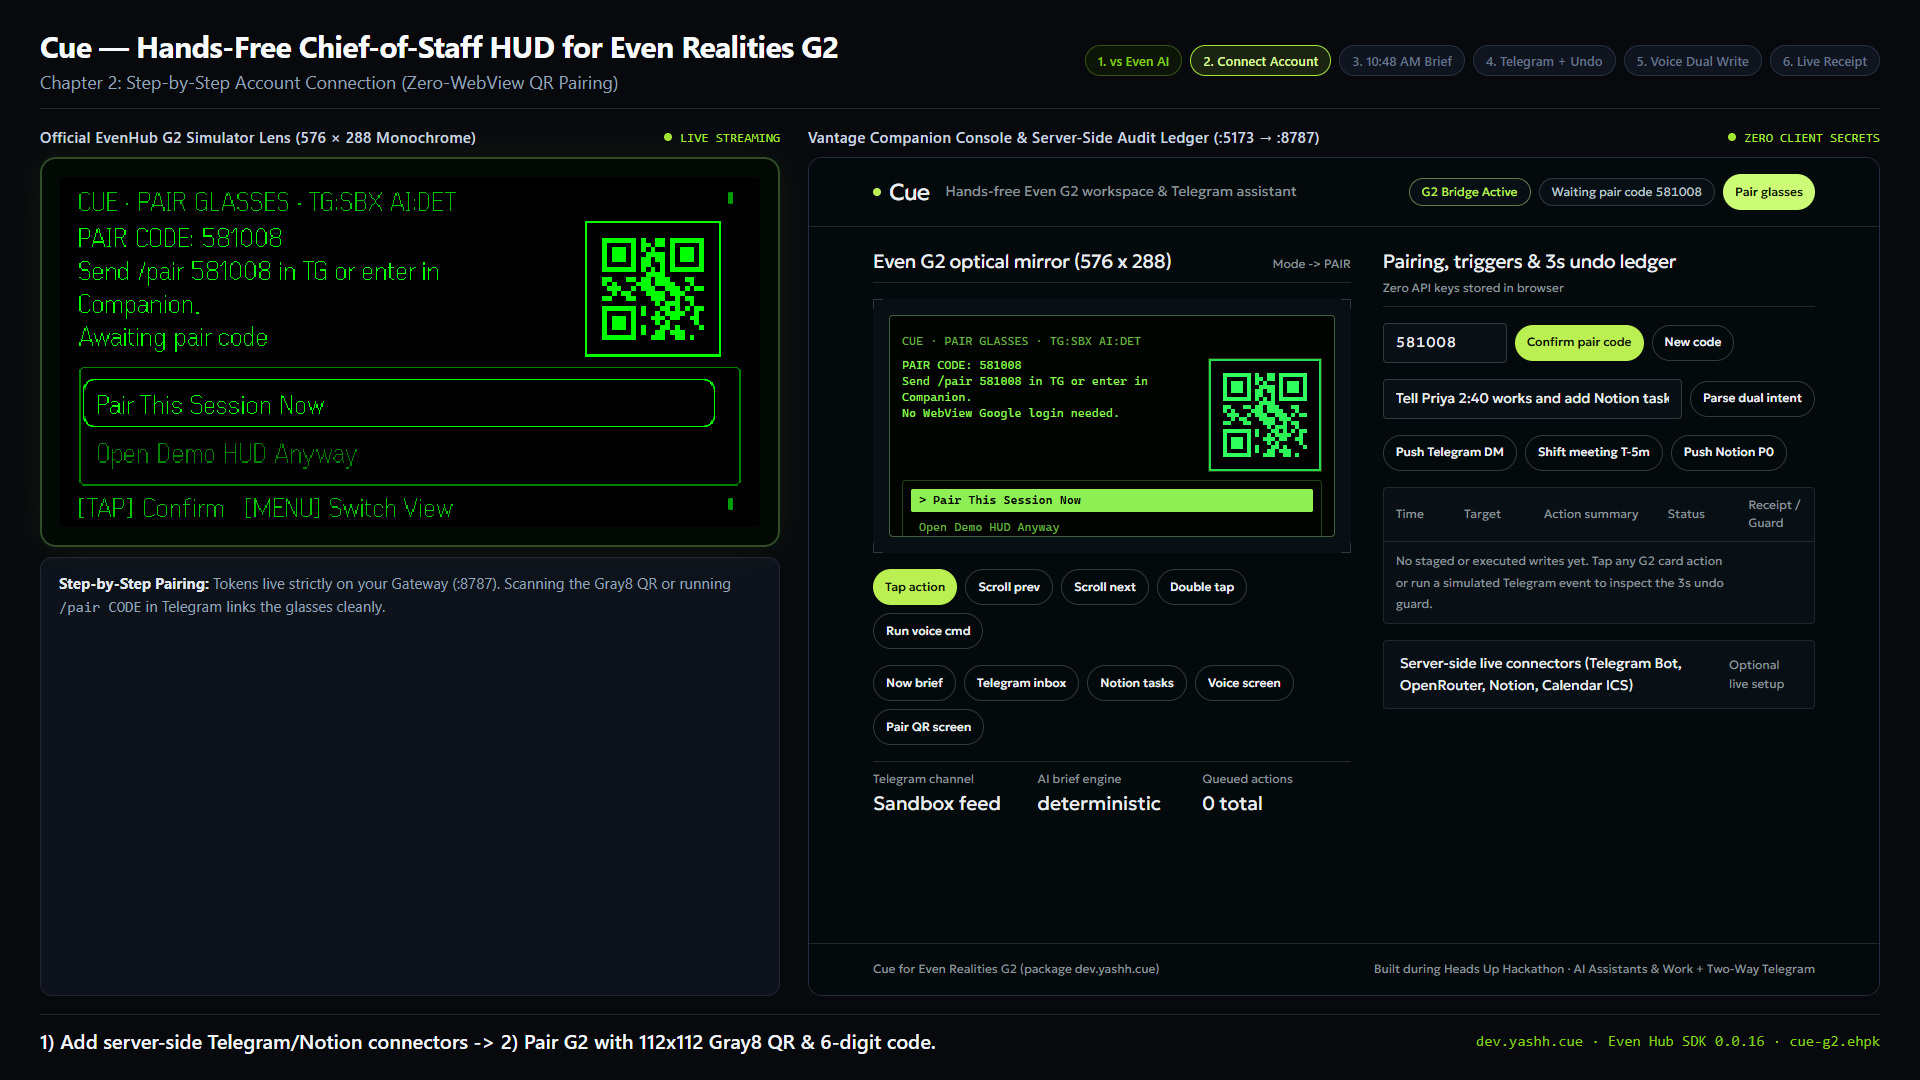 Cue — Hands-Free Chief-of-Staff HUD for Even Realities G2
Chapter 2: Step-by-Step Account Connection (Zero-WebView QR Pairing)
1. vs Even AI
2. Connect Account
3. 10:48 AM Brief
4. Telegram + Undo
5. Voice Dual Write
6. Live Receipt
Official EvenHub G2 Simulator Lens (576 × 288 Monochrome)
LIVE STREAMING
CUE · PAIR GLASSES · TG:SBX AI:DET
PAIR CODE: 581008
Send /pair 581008 in TG or enter in
Companion.
Awaiting pair code
Pair This Session Now
Open Demo HUD Anyway
[TAP] Confirm [MENU] Switch View
Step-by-Step Pairing: Tokens live strictly on your Gateway (:8787). Scanning the Gray8 QR or running
/pair CODE in Telegram links the glasses cleanly.
Vantage Companion Console & Server-Side Audit Ledger (:5173 → :8787)
ZERO CLIENT SECRETS
Cue
Hands-free Even G2 workspace & Telegram assistant
G2 Bridge Active
Waiting pair code 581008
Pair glasses
Even G2 optical mirror (576 x 288)
Mode -> PAIR
CUE · PAIR GLASSES · TG:SBX AI:DET
PAIR CODE: 581008
Send /pair 581008 in TG or enter in
Companion.
No WebView Google login needed.
> Pair This Session Now
Open Demo HUD Anyway
Tap action
Scroll prev
Scroll next
Double tap
Run voice cmd
Now brief
Telegram inbox
Notion tasks
Voice screen
Pair QR screen
Telegram channel
Sandbox feed
AI brief engine
deterministic
Queued actions
0 total
Pairing, triggers & 3s undo ledger
Zero API keys stored in browser
581008
Confirm pair code
New code
Tell Priya 2:40 works and add Notion task
Parse dual intent
Push Telegram DM
Shift meeting T-5m
Push Notion P0
Time
Target
Action summary
Status
Receipt /
Guard
No staged or executed writes yet. Tap any G2 card action
or run a simulated Telegram event to inspect the 3s undo
guard.
Server-side live connectors (Telegram Bot,
OpenRouter, Notion, Calendar ICS)
Optional
live setup
Cue for Even Realities G2 (package dev.yashh.cue)
Built during Heads Up Hackathon · AI Assistants & Work + Two-Way Telegram
1) Add server-side Telegram/Notion connectors -> 2) Pair G2 with 112x112 Gray8 QR & 6-digit code.
dev.yashh.cue · Even Hub SDK 0.0.16 · cue-g2.ehpk